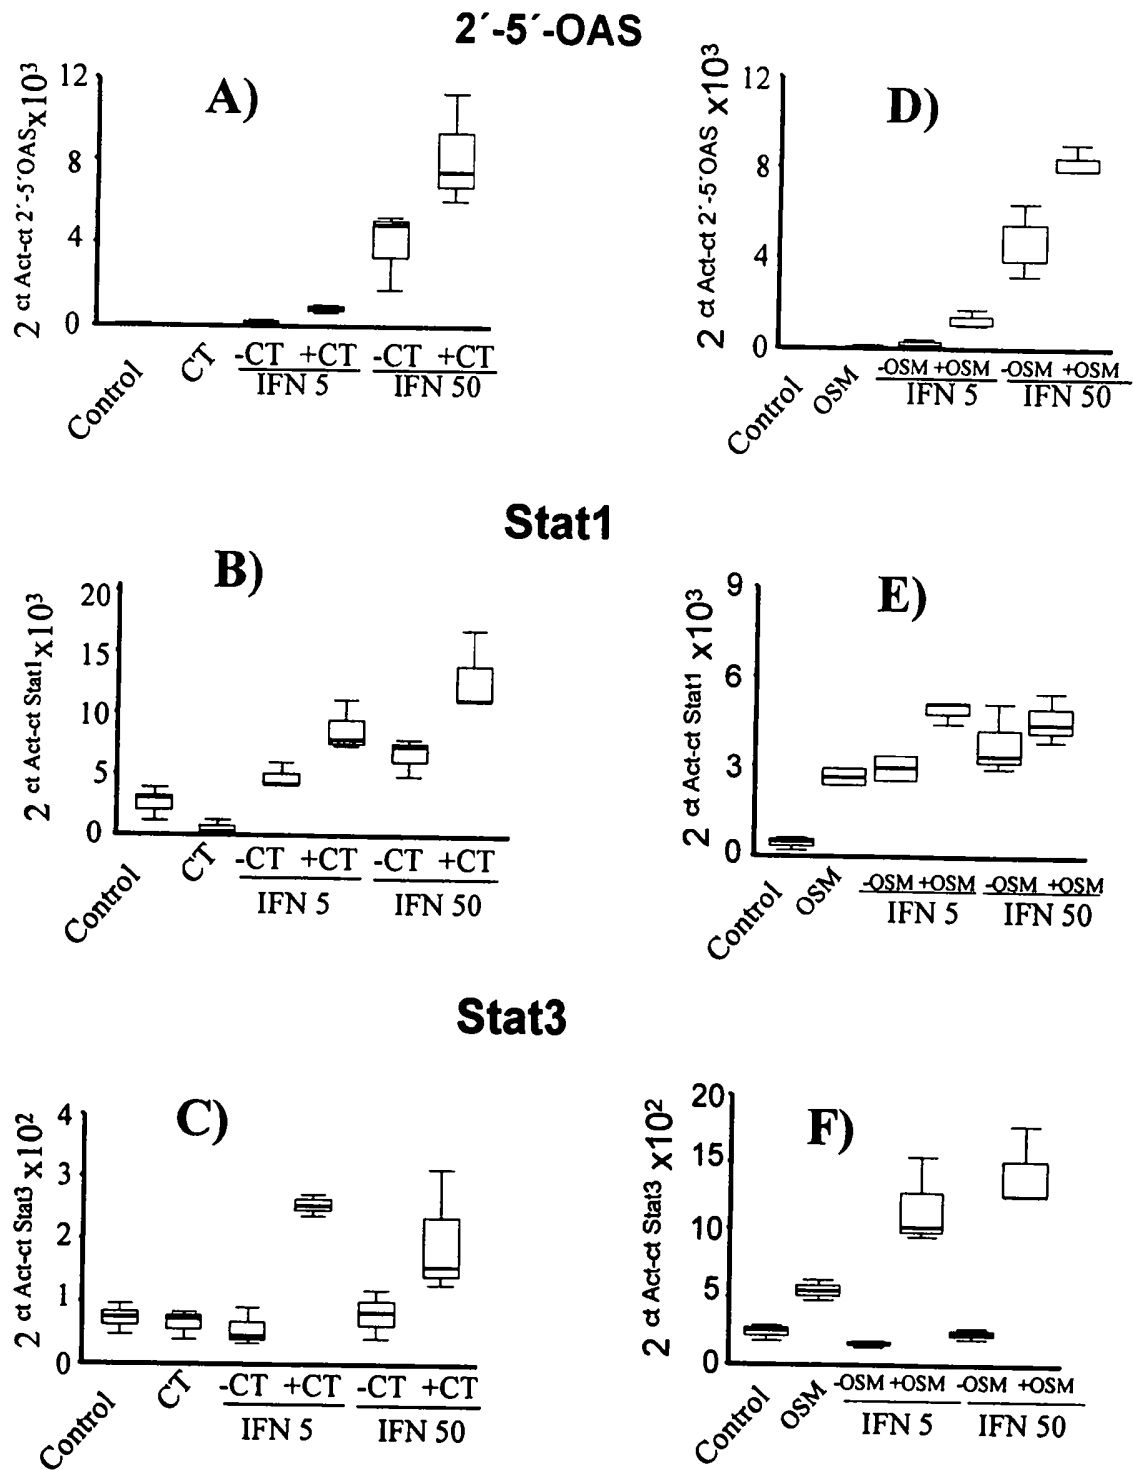 2´-5´-OAS
A)
2 ct Act-ct 2´-5´OAS x10³
12
8
4
0
Control
CT
-CT +CT -CT +CT
IFN 5 IFN 50
D)
2 ct Act-ct 2´-5´OAS x10³
12
8
4
0
Control
OSM
-OSM +OSM -OSM +OSM
IFN 5 IFN 50
Stat1
B)
2 ct Act-ct Stat1 x10³
20
15
10
5
0
Control
CT
-CT +CT -CT +CT
IFN 5 IFN 50
E)
2 ct Act-ct Stat1 x10³
9
6
3
0
Control
OSM
-OSM +OSM -OSM +OSM
IFN 5 IFN 50
Stat3
C)
2 ct Act-ct Stat3 x10²
4
3
2
1
0
Control
CT
-CT +CT -CT +CT
IFN 5 IFN 50
F)
2 ct Act-ct Stat3 x10²
20
15
10
5
0
Control
OSM
-OSM +OSM -OSM +OSM
IFN 5 IFN 50